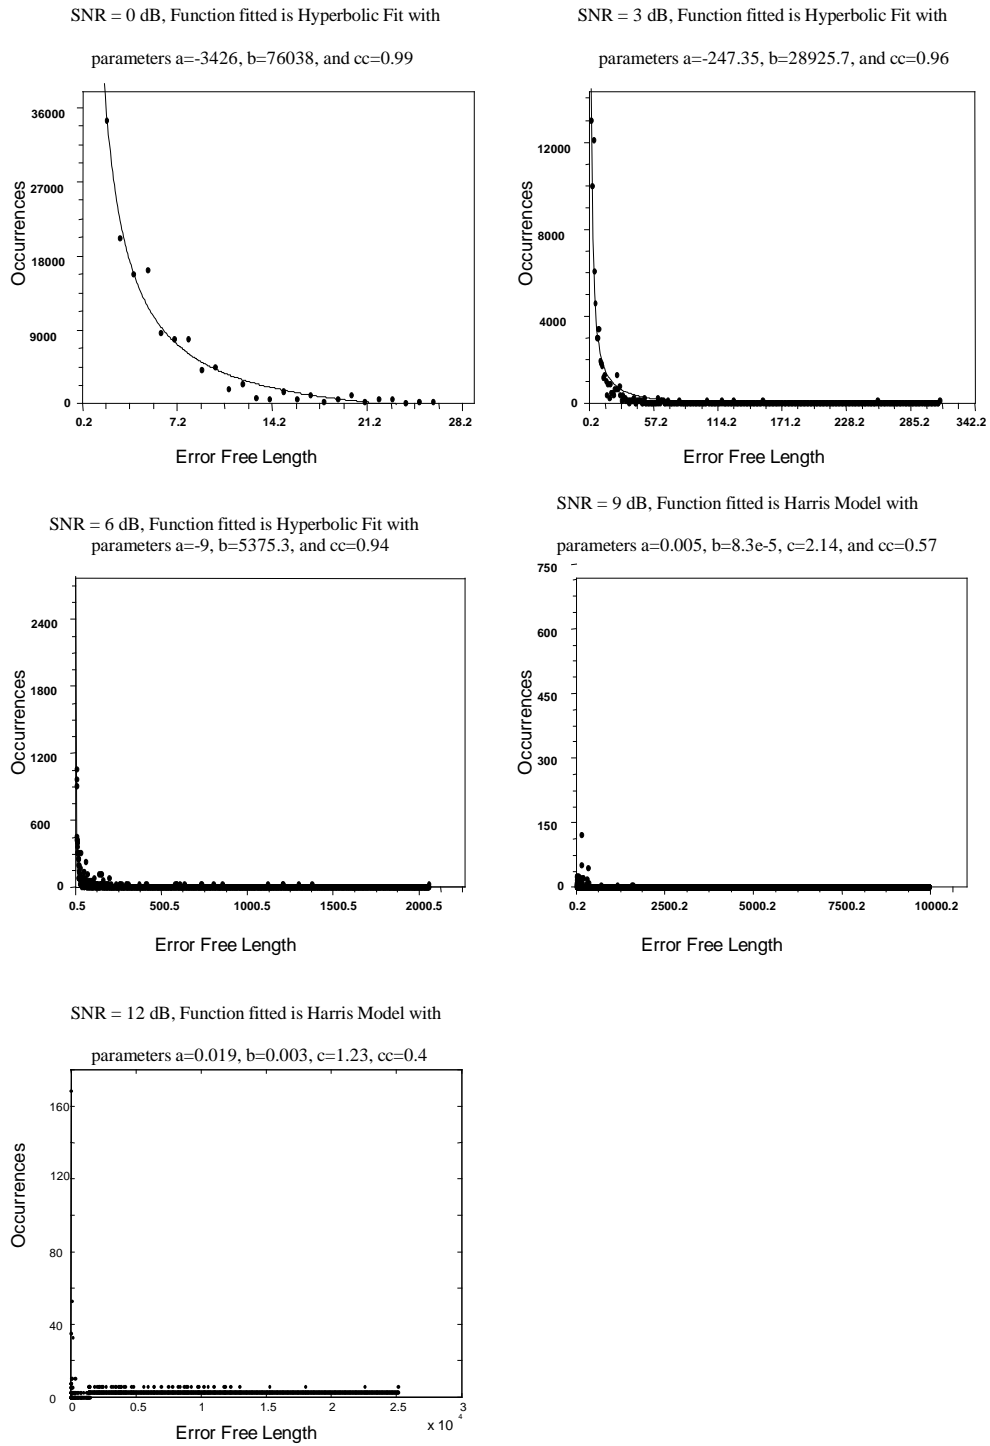 SNR = 0 dB, Function fitted is Hyperbolic Fit with
parameters a=-3426, b=76038, and cc=0.99
36000
27000
18000
9000
0
Occurrences
0.2 7.2 14.2 21.2 28.2
Error Free Length
SNR = 3 dB, Function fitted is Hyperbolic Fit with
parameters a=-247.35, b=28925.7, and cc=0.96
12000
8000
4000
0
Occurrences
0.2 57.2 114.2 171.2 228.2 285.2 342.2
Error Free Length
SNR = 6 dB, Function fitted is Hyperbolic Fit with
parameters a=-9, b=5375.3, and cc=0.94
2400
1800
1200
600
0
Occurrences
0.5 500.5 1000.5 1500.5 2000.5
Error Free Length
SNR = 9 dB, Function fitted is Harris Model with
parameters a=0.005, b=8.3e-5, c=2.14, and cc=0.57
750
600
450
300
150
0
Occurrences
0.2 2500.2 5000.2 7500.2 10000.2
Error Free Length
SNR = 12 dB, Function fitted is Harris Model with
parameters a=0.019, b=0.003, c=1.23, cc=0.4
160
120
80
40
0
Occurrences
0 0.5 1 1.5 2 2.5 3
x 10 4
Error Free Length